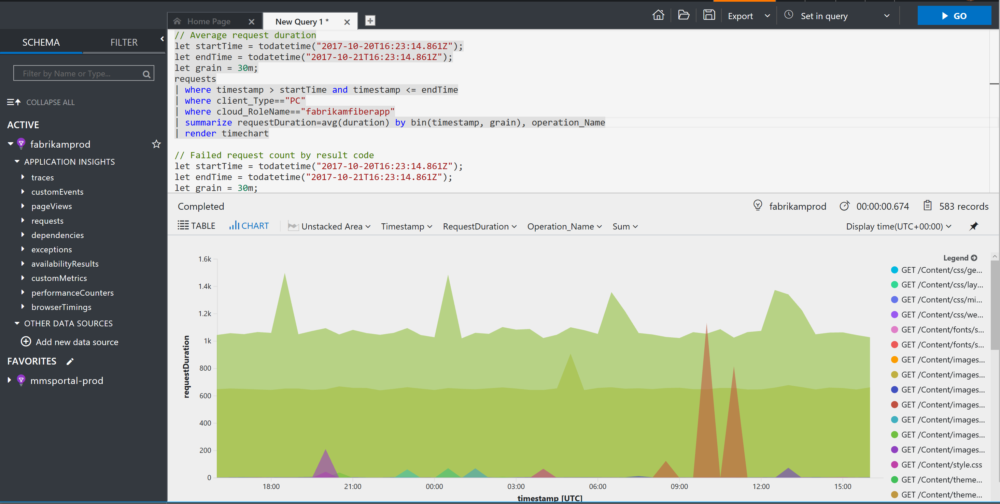 Home Page
New Query 1 *
Export
Set in query
GO
SCHEMA
FILTER
Filter by Name or Type...
COLLAPSE ALL
ACTIVE
fabrikamprod
APPLICATION INSIGHTS
traces
customEvents
pageViews
requests
dependencies
exceptions
availabilityResults
customMetrics
performanceCounters
browserTimings
OTHER DATA SOURCES
Add new data source
FAVORITES
mmsportal-prod
// Average request duration
let startTime = todatetime("2017-10-20T16:23:14.861Z");
let endTime = todatetime("2017-10-21T16:23:14.861Z");
let grain = 30m;
requests
| where timestamp > startTime and timestamp <= endTime
| where client_Type=="PC"
| where cloud_RoleName=="fabrikamfiberapp"
| summarize requestDuration=avg(duration) by bin(timestamp, grain), operation_Name
| render timechart
// Failed request count by result code
let startTime = todatetime("2017-10-20T16:23:14.861Z");
let endTime = todatetime("2017-10-21T16:23:14.861Z");
let grain = 30m;
Completed
fabrikamprod
00:00:00.674
583 records
TABLE
CHART
Unstacked Area
Timestamp
RequestDuration
Operation_Name
Sum
Display time(UTC+00:00)
requestDuration
1.6k
1.4k
1.2k
1k
800
600
400
200
0
18:00
21:00
00:00
03:00
06:00
09:00
12:00
15:00
timestamp [UTC]
Legend
GET /Content/css/ge...
GET /Content/css/lay...
GET /Content/css/mi...
GET /Content/css/we...
GET /Content/fonts/s...
GET /Content/fonts/s...
GET /Content/images...
GET /Content/images...
GET /Content/images...
GET /Content/images...
GET /Content/images...
GET /Content/images...
GET /Content/images...
GET /Content/style.css
GET /Content/theme...
GET /Content/theme...